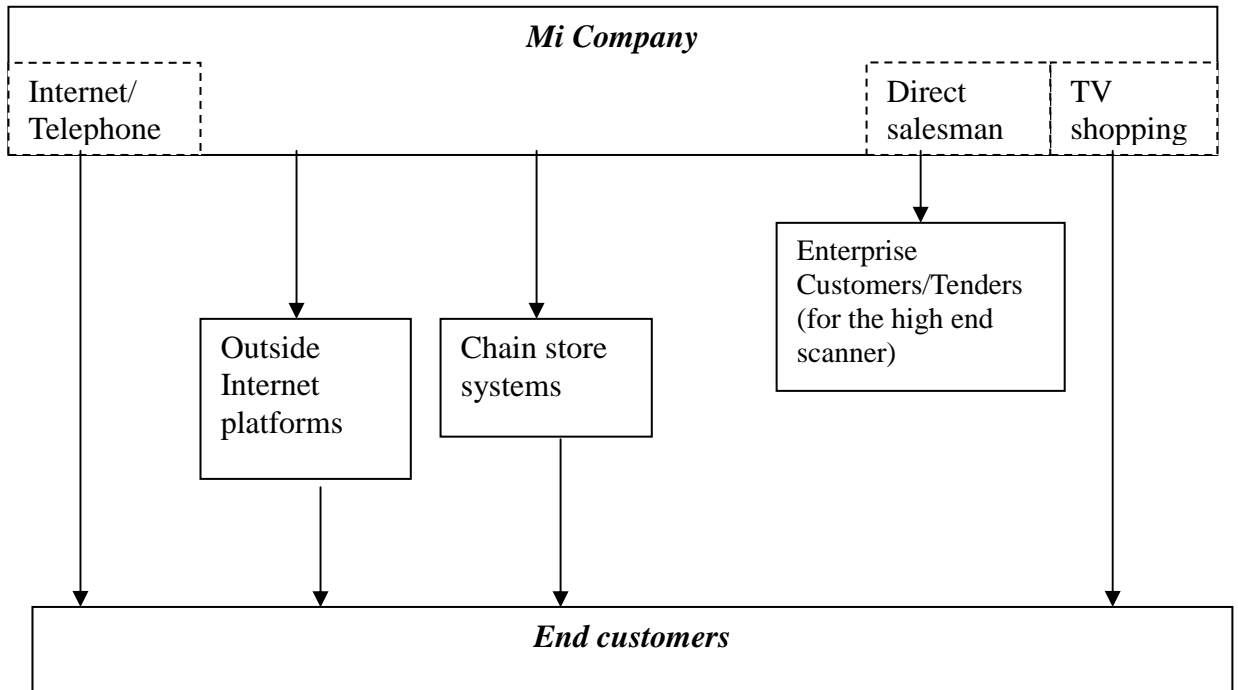 Mi Company
Internet/
Telephone
Direct
salesman
TV
shopping
Enterprise
Customers/Tenders
(for the high end
scanner)
Outside
Internet
platforms
Chain store
systems
End customers